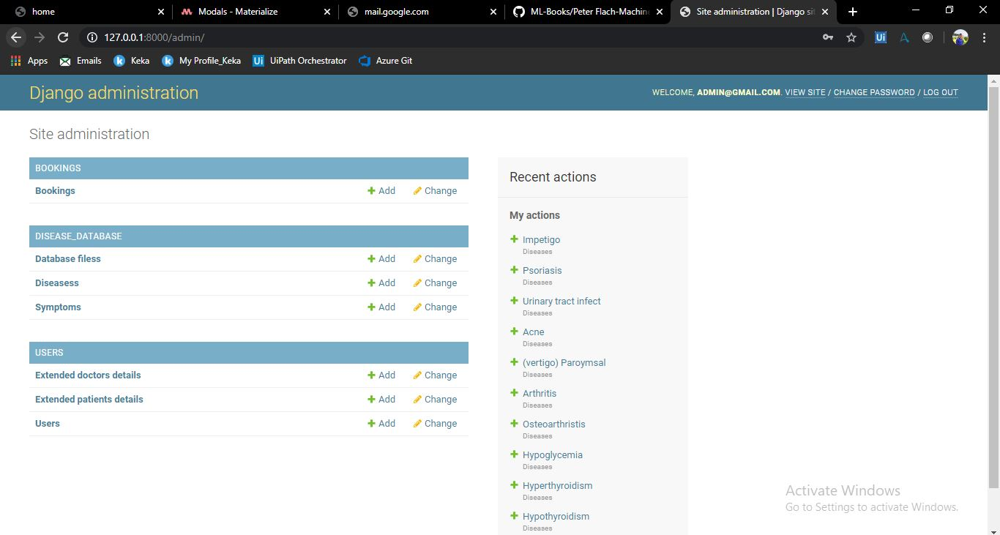 home
Modals - Materialize
mail.google.com
ML-Books/Peter Flach-Machin
Site administration | Django si
127.0.0.1:8000/admin/
Apps
Emails
Keka
My Profile_Keka
UiPath Orchestrator
Azure Git
Django administration
WELCOME, ADMIN@GMAIL.COM. VIEW SITE / CHANGE PASSWORD / LOG OUT
Site administration
BOOKINGS
Bookings Add Change
DISEASE_DATABASE
Database filess Add Change
Diseasess Add Change
Symptoms Add Change
USERS
Extended doctors details Add Change
Extended patients details Add Change
Users Add Change
Recent actions
My actions
Impetigo
Diseases
Psoriasis
Diseases
Urinary tract infect
Diseases
Acne
Diseases
(vertigo) Paroymsal
Diseases
Arthritis
Diseases
Osteoarthristis
Diseases
Hypoglycemia
Diseases
Hyperthyroidism
Diseases
Hypothyroidism
Diseases
Activate Windows
Go to Settings to activate Windows.